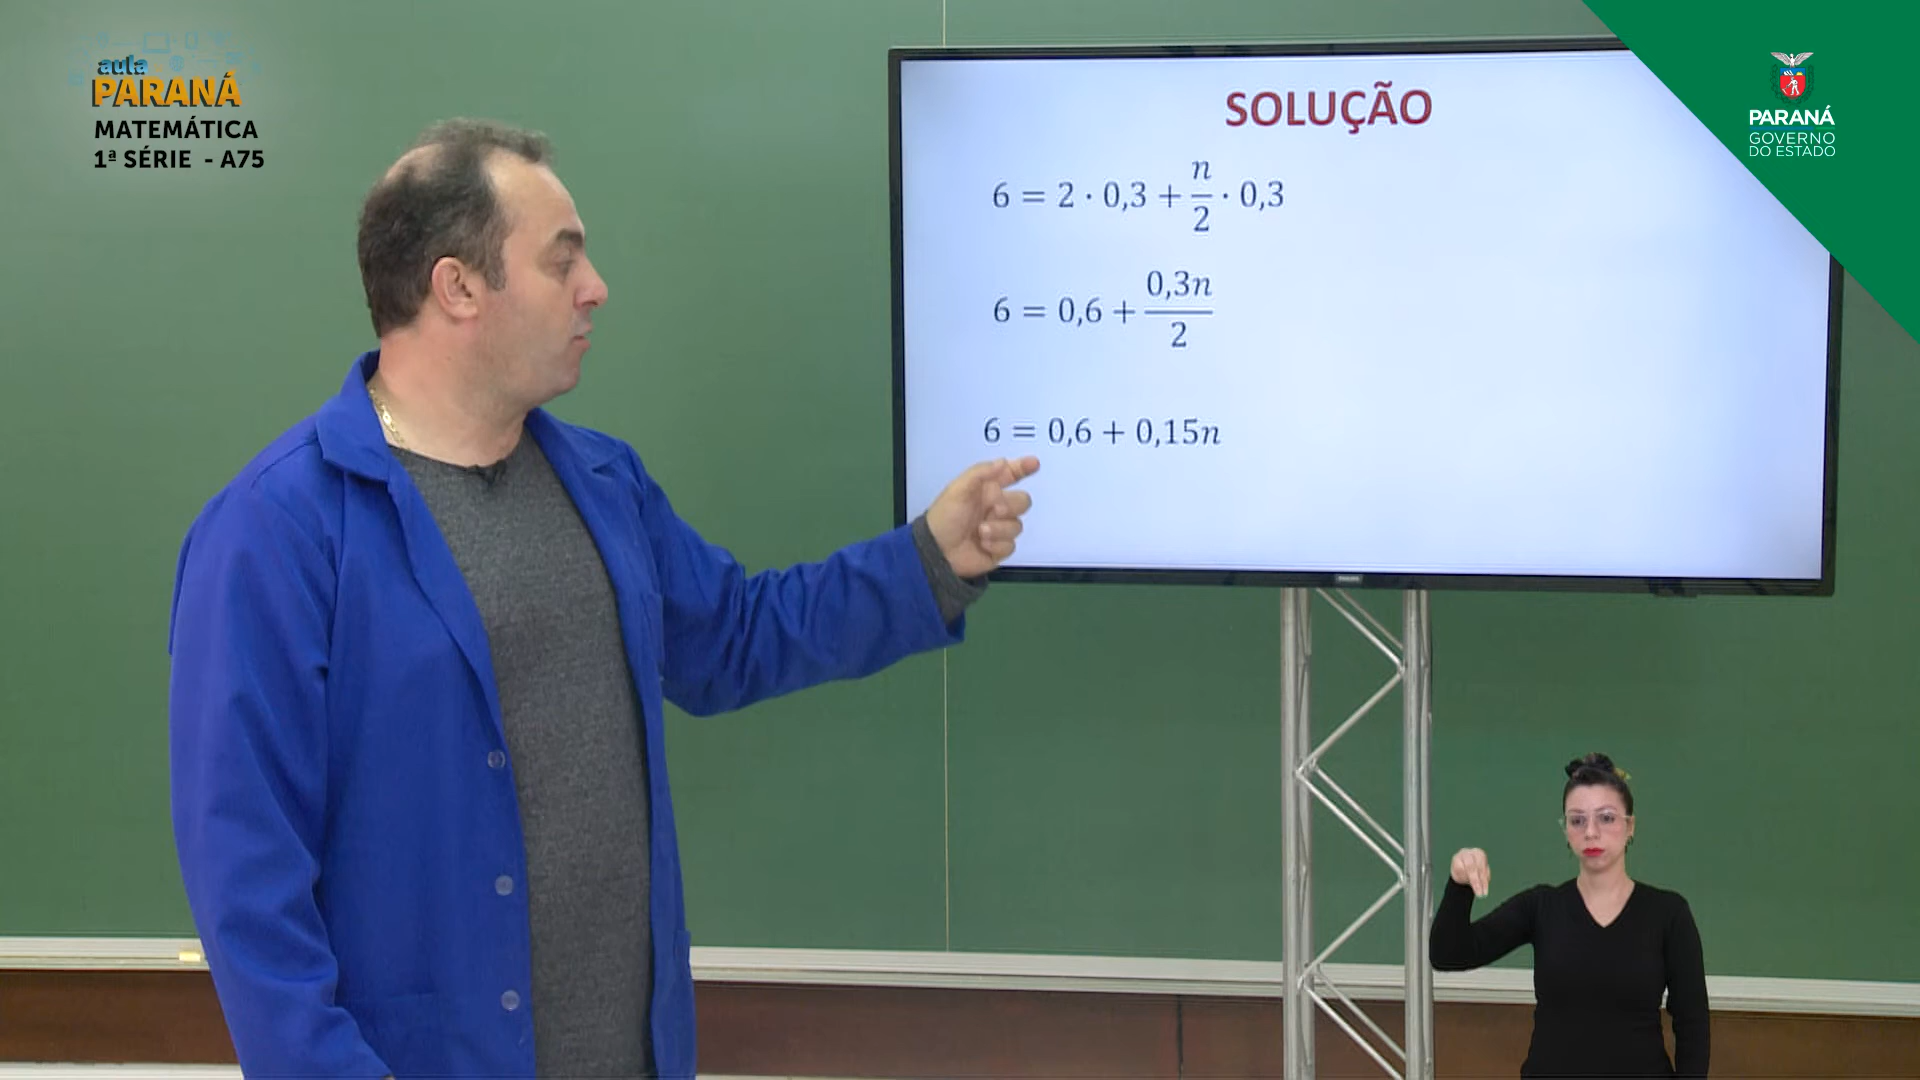 aula
PARANÁ
MATEMÁTICA
1ª SÉRIE - A75
SOLUÇÃO
6 = 2 · 0,3 + n/2 · 0,3
6 = 0,6 + 0,3n/2
6 = 0,6 + 0,15n
PARANÁ
GOVERNO
DO ESTADO